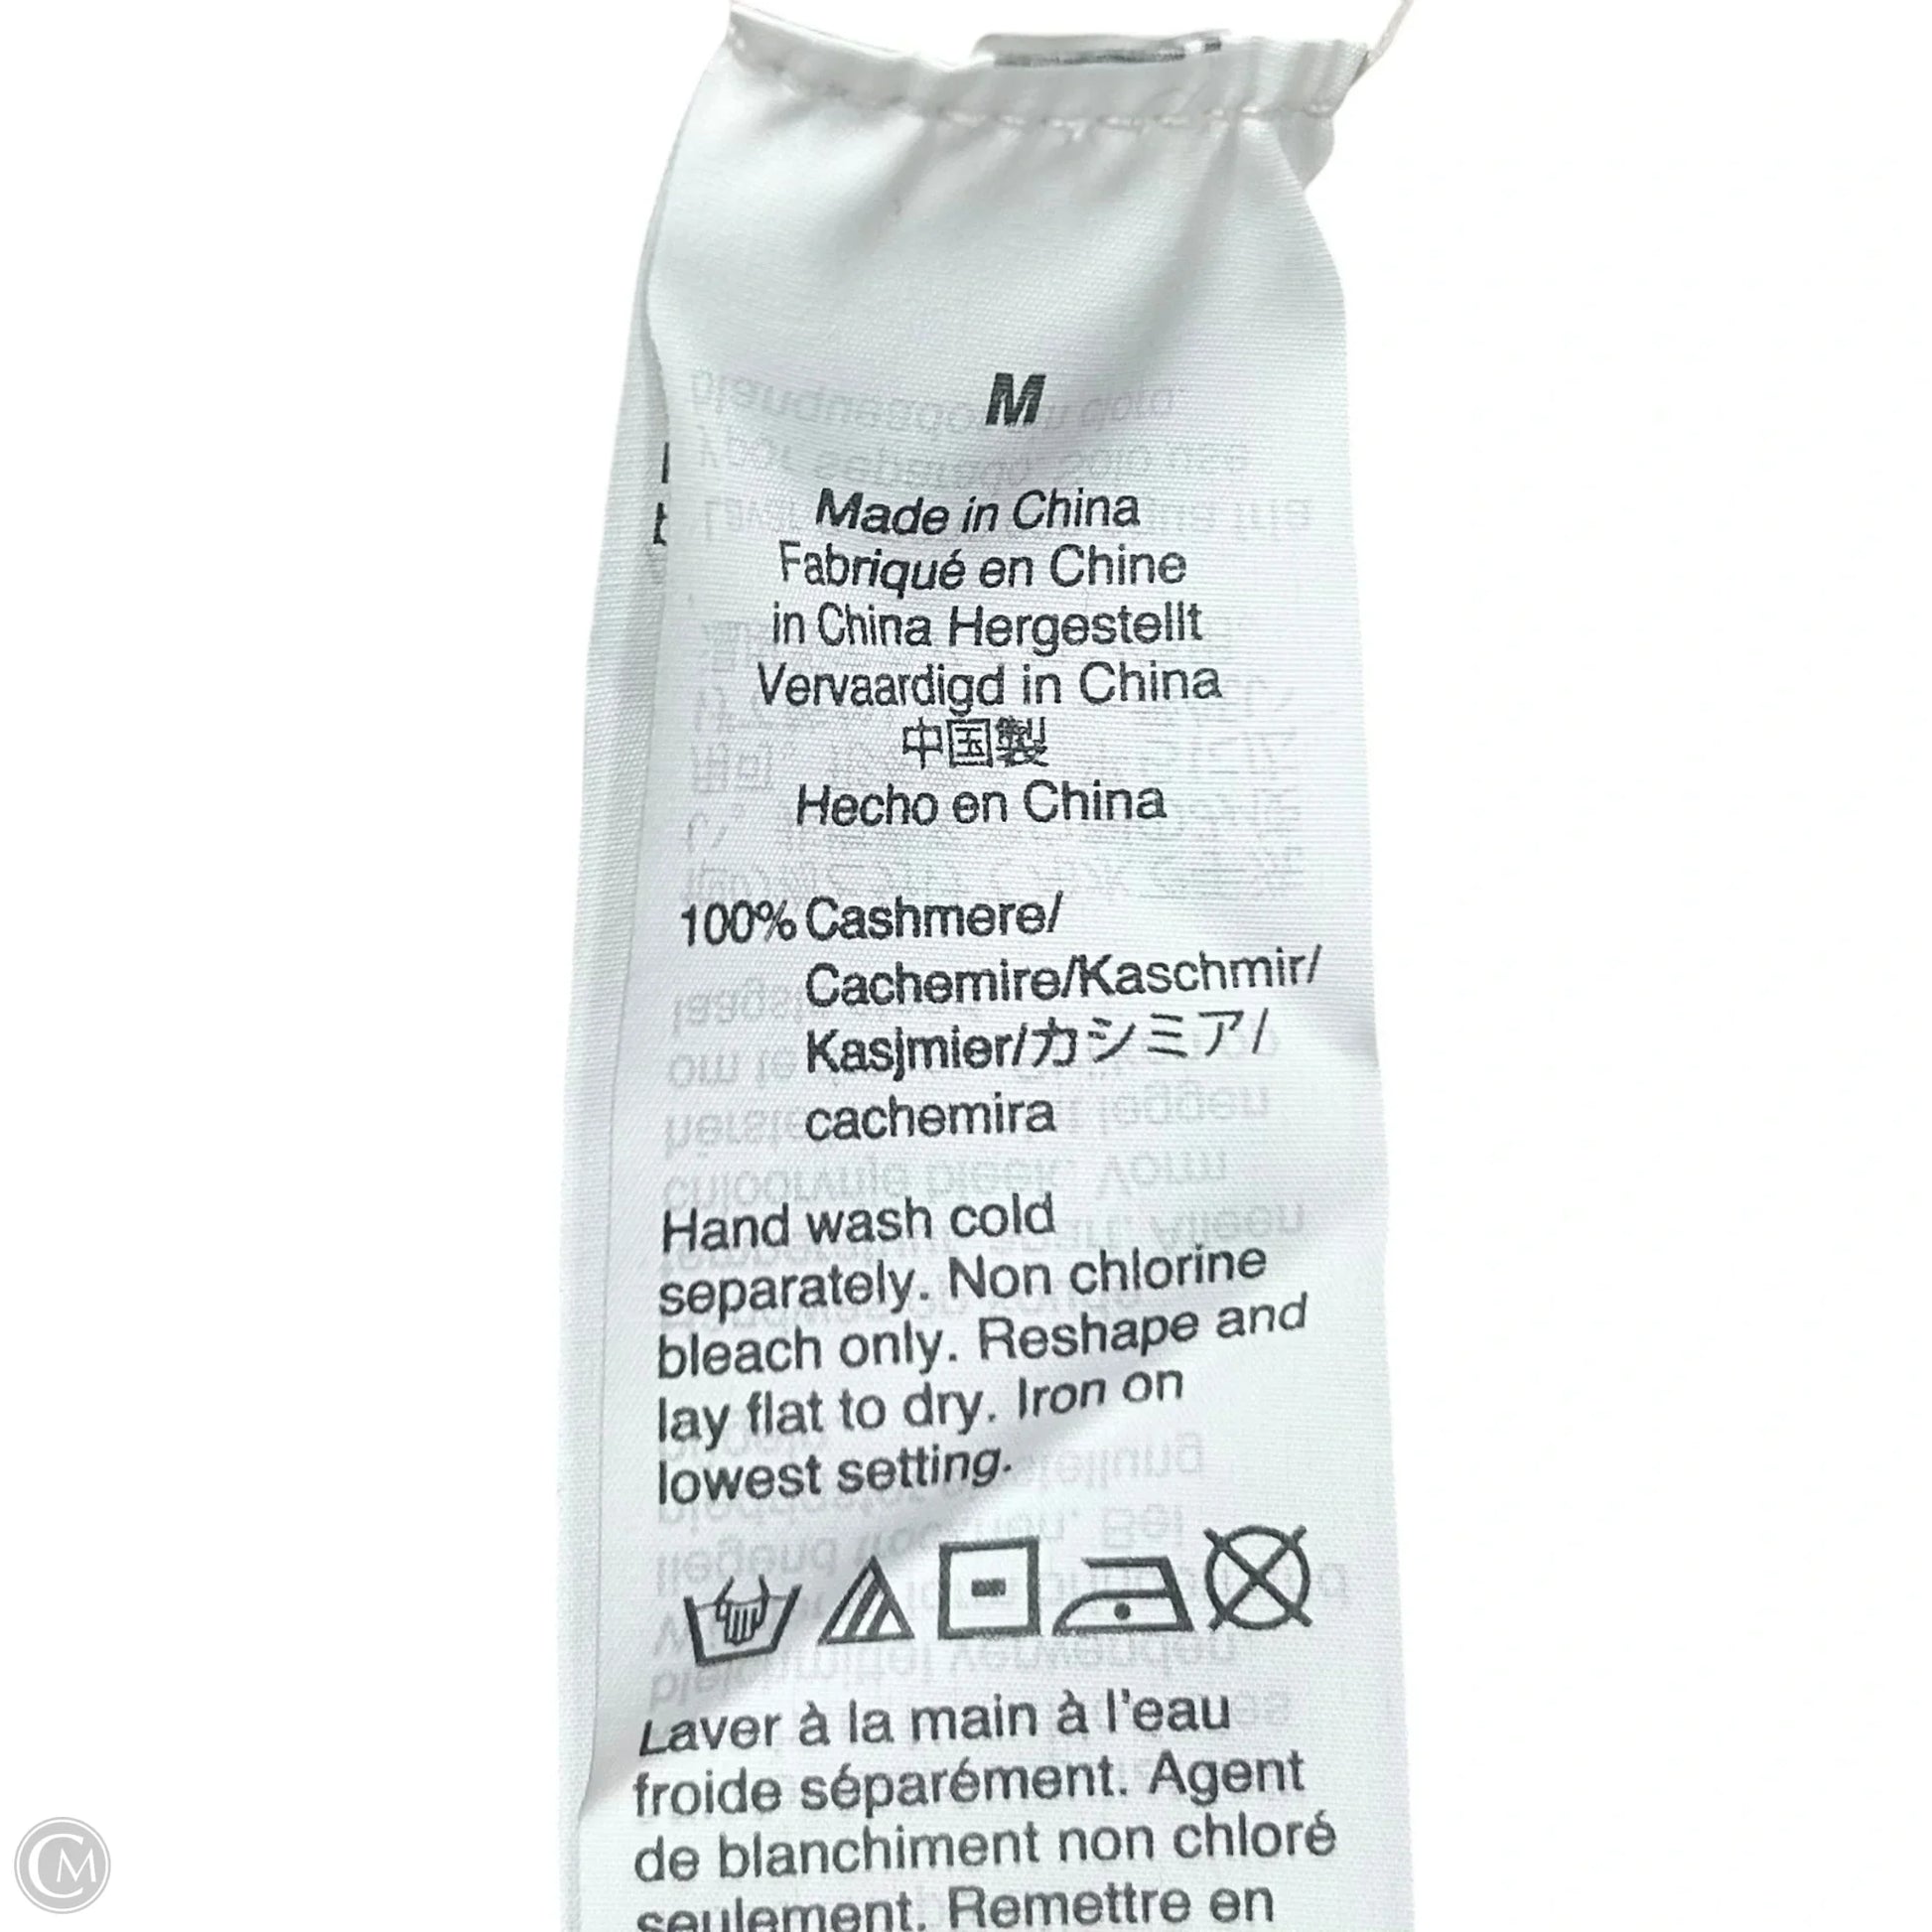 M
Made in China
Fabriqué en Chine
in China Hergestellt
Vervaardigd in China
中国製
Hecho en China
100% Cashmere/
Cachemire/Kaschmir/
Kasjmier/カシミア/
cachemira
Hand wash cold
separately. Non chlorine
bleach only. Reshape and
lay flat to dry. Iron on
lowest setting.
Laver à la main à l'eau
froide séparément. Agent
de blanchiment non chloré
seulement. Remettre en
CM